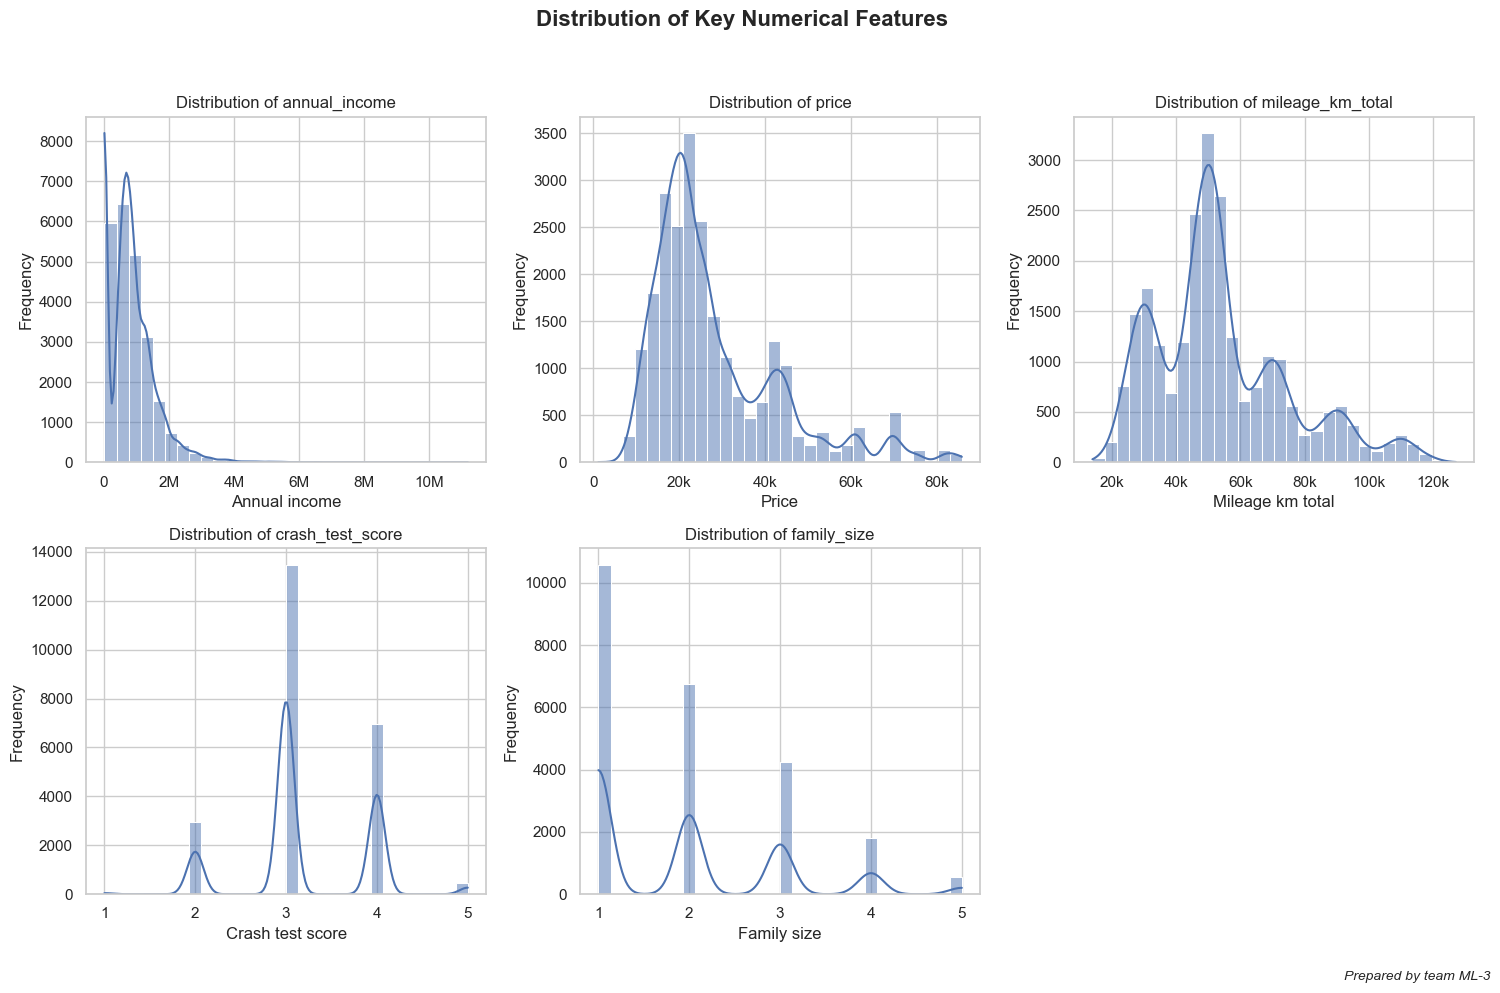 Distribution of Key Numerical Features
Distribution of annual_income
Frequency
8000
7000
6000
5000
4000
3000
2000
1000
0
0 2M 4M 6M 8M 10M
Annual income
Distribution of price
Frequency
3500
3000
2500
2000
1500
1000
500
0
0 20k 40k 60k 80k
Price
Distribution of mileage_km_total
Frequency
3000
2500
2000
1500
1000
500
0
20k 40k 60k 80k 100k 120k
Mileage km total
Distribution of crash_test_score
Frequency
14000
12000
10000
8000
6000
4000
2000
0
1 2 3 4 5
Crash test score
Distribution of family_size
Frequency
10000
8000
6000
4000
2000
0
1 2 3 4 5
Family size
Prepared by team ML-3